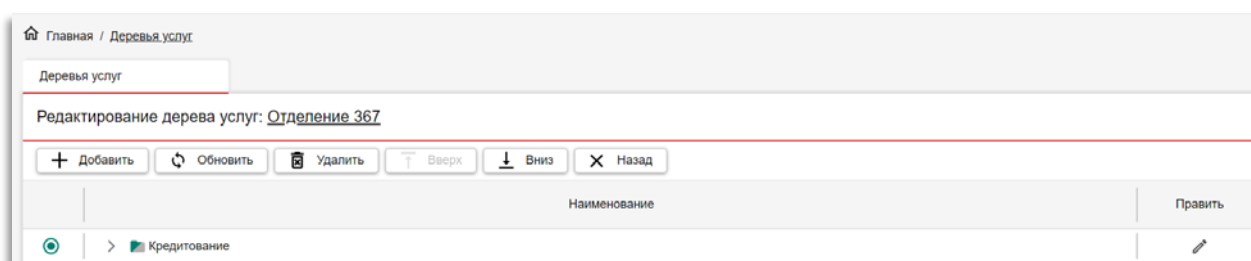 Главная / Деревья услуг
Деревья услуг
Редактирование дерева услуг: Отделение 367
Добавить Обновить Удалить Вверх Вниз Назад
Наименование Править
Кредитование